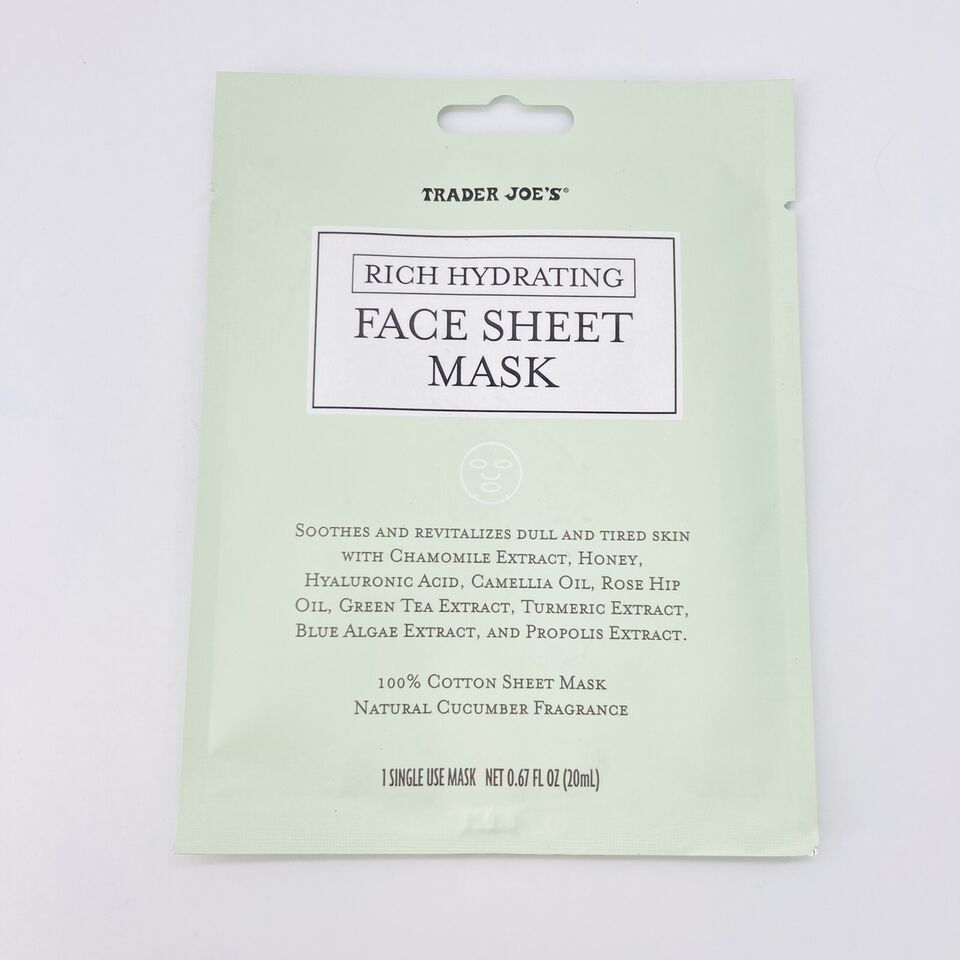 TRADER JOE'S®
RICH HYDRATING
FACE SHEET
MASK
SOOTHES AND REVITALIZES DULL AND TIRED SKIN
WITH CHAMOMILE EXTRACT, HONEY,
HYALURONIC ACID, CAMELLIA OIL, ROSE HIP
OIL, GREEN TEA EXTRACT, TURMERIC EXTRACT,
BLUE ALGAE EXTRACT, AND PROPOLIS EXTRACT.
100% COTTON SHEET MASK
NATURAL CUCUMBER FRAGRANCE
1 SINGLE USE MASK NET 0.67 FL OZ (20mL)